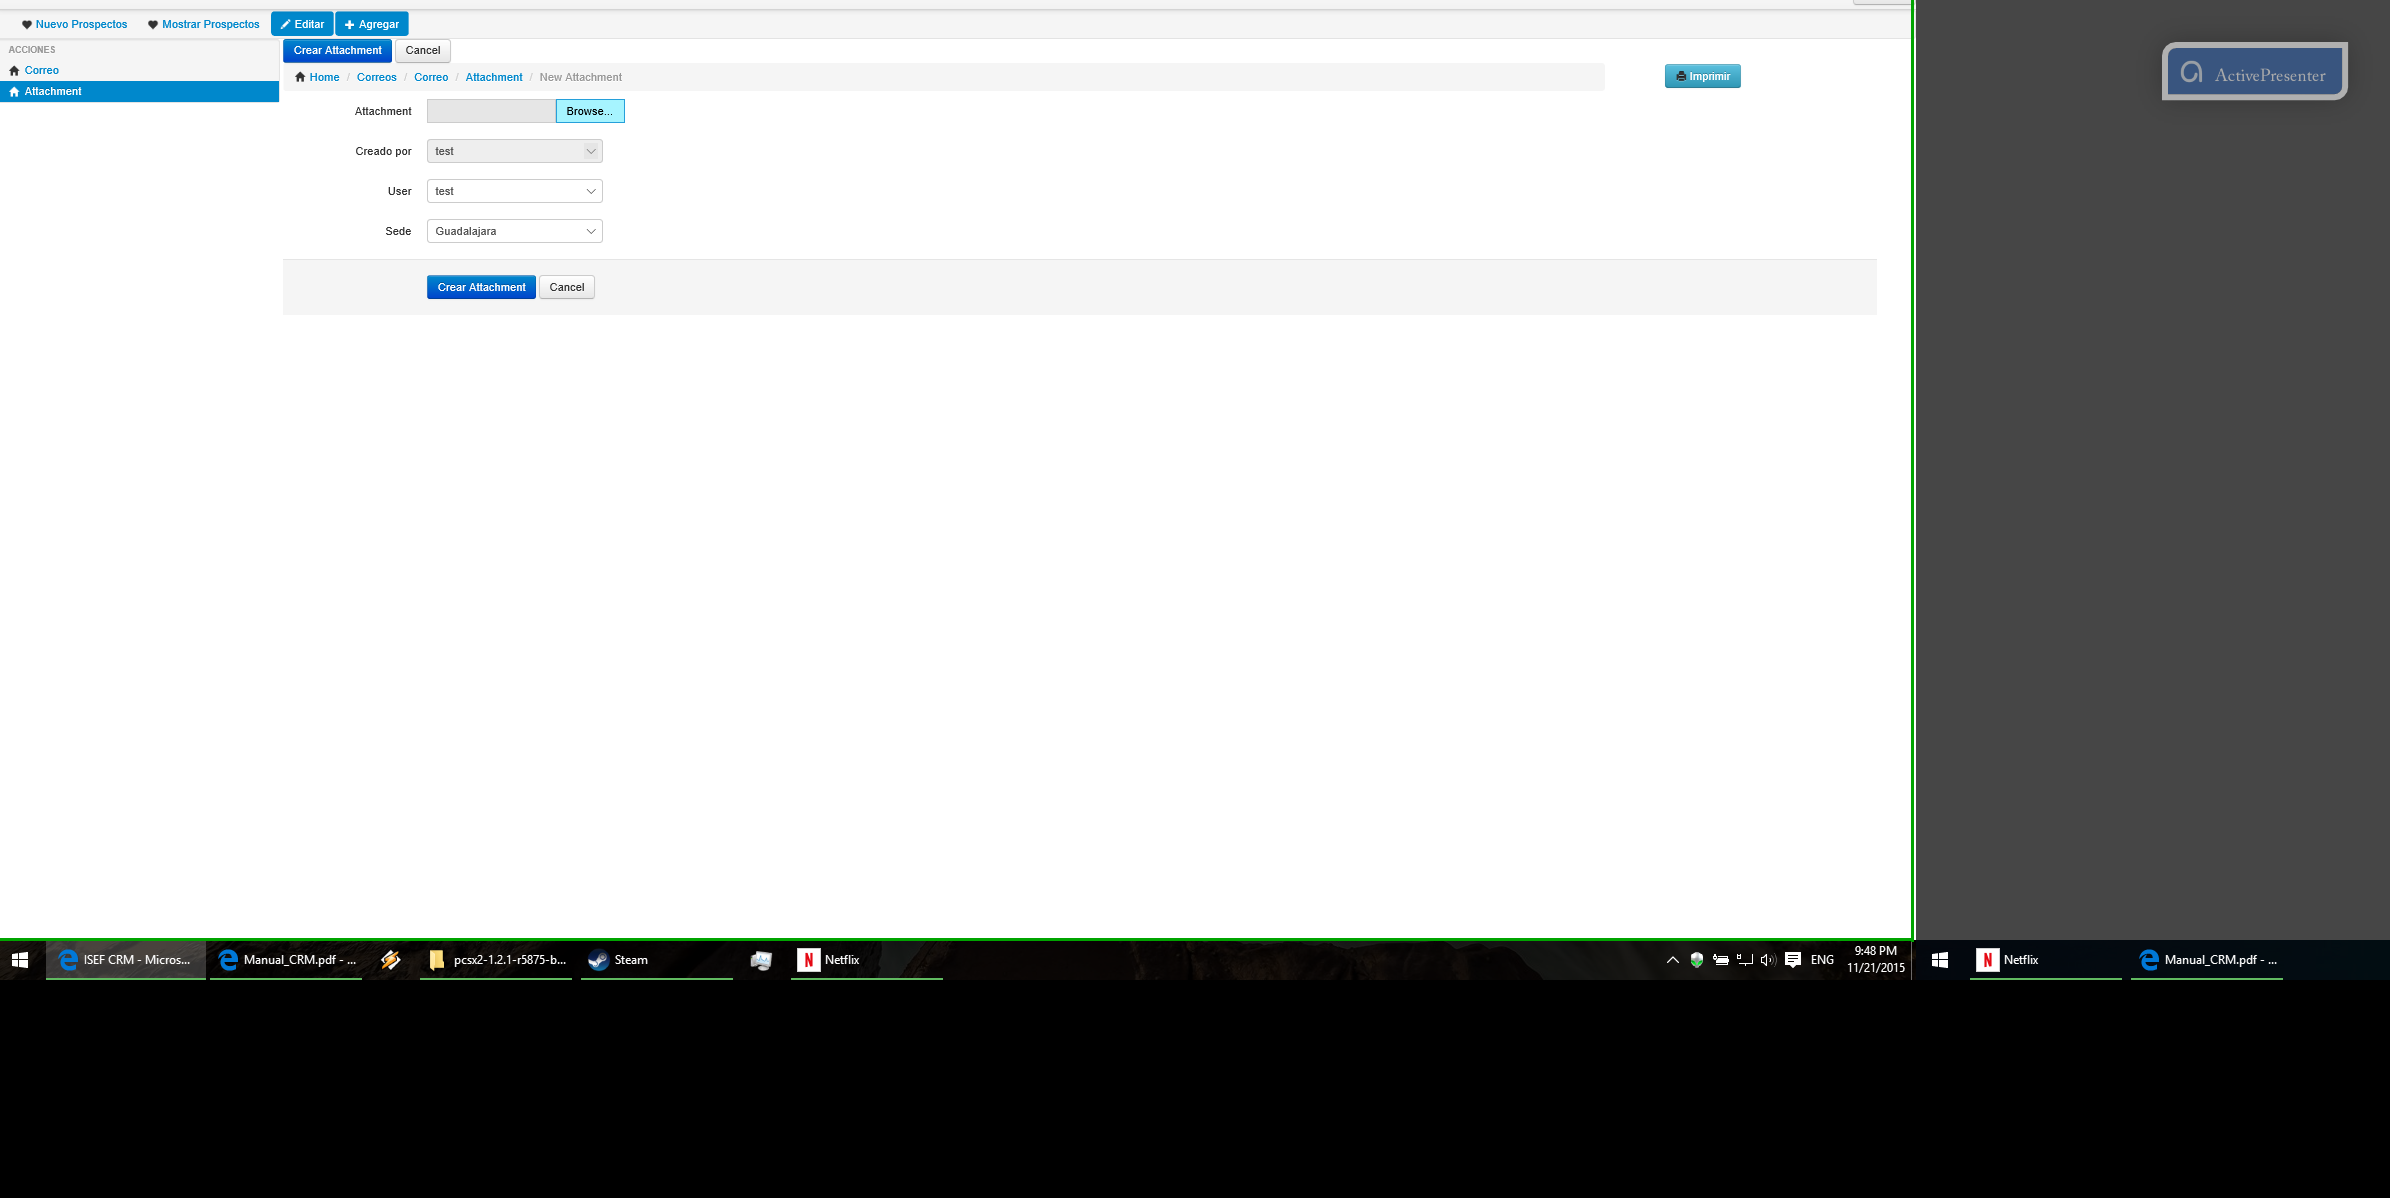 Nuevo Prospectos Mostrar Prospectos Editar Agregar
ACCIONES
Correo
Attachment
Crear Attachment Cancel
Home / Correos / Correo / Attachment / New Attachment
Imprimir
Attachment Browse...
Creado por test
User test
Sede Guadalajara
Crear Attachment Cancel
ActivePresenter
ISEF CRM - Micros... Manual_CRM.pdf - ... pcsx2-1.2.1-r5875-b... Steam N Netflix ENG
9:48 PM
11/21/2015
N Netflix Manual_CRM.pdf - ...